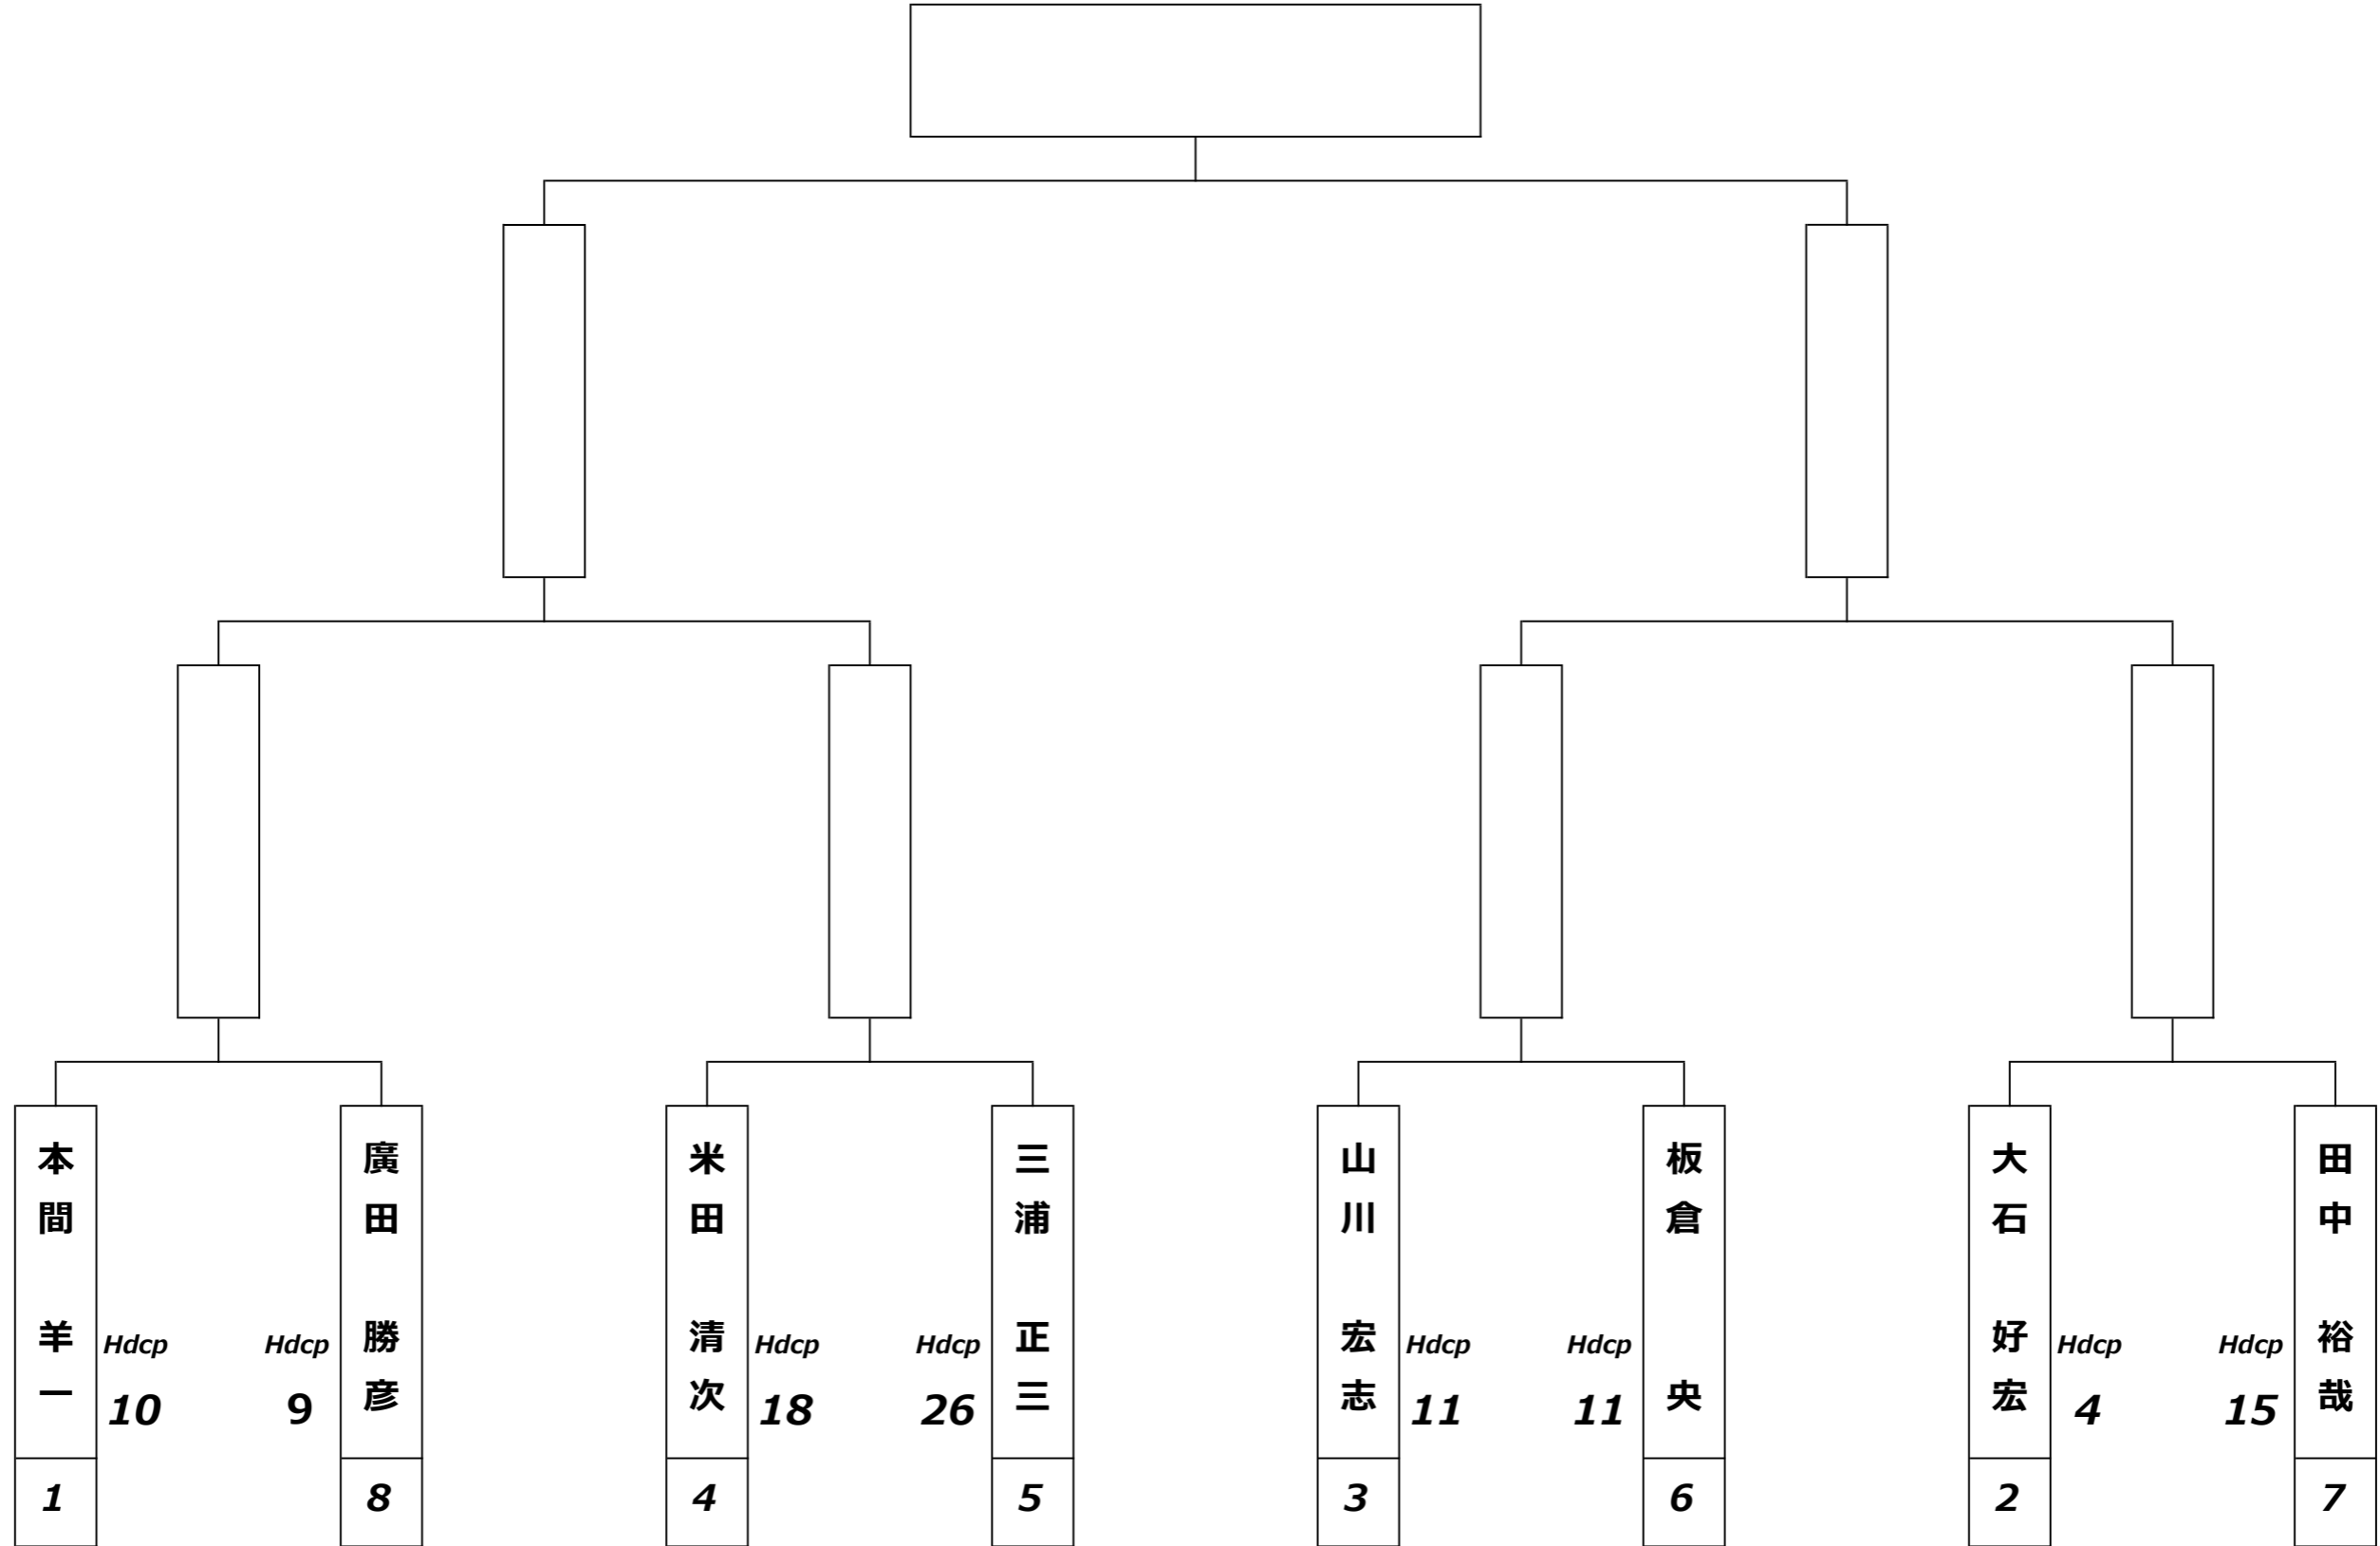 本間 羊一
Hdcp
10
1
Hdcp
9
廣田 勝彦
8
米田 清次
Hdcp
18
4
Hdcp
26
三浦 正三
5
山川 宏志
Hdcp
11
3
Hdcp
11
板倉 央
6
大石 好宏
Hdcp
4
2
Hdcp
15
田中 裕哉
7